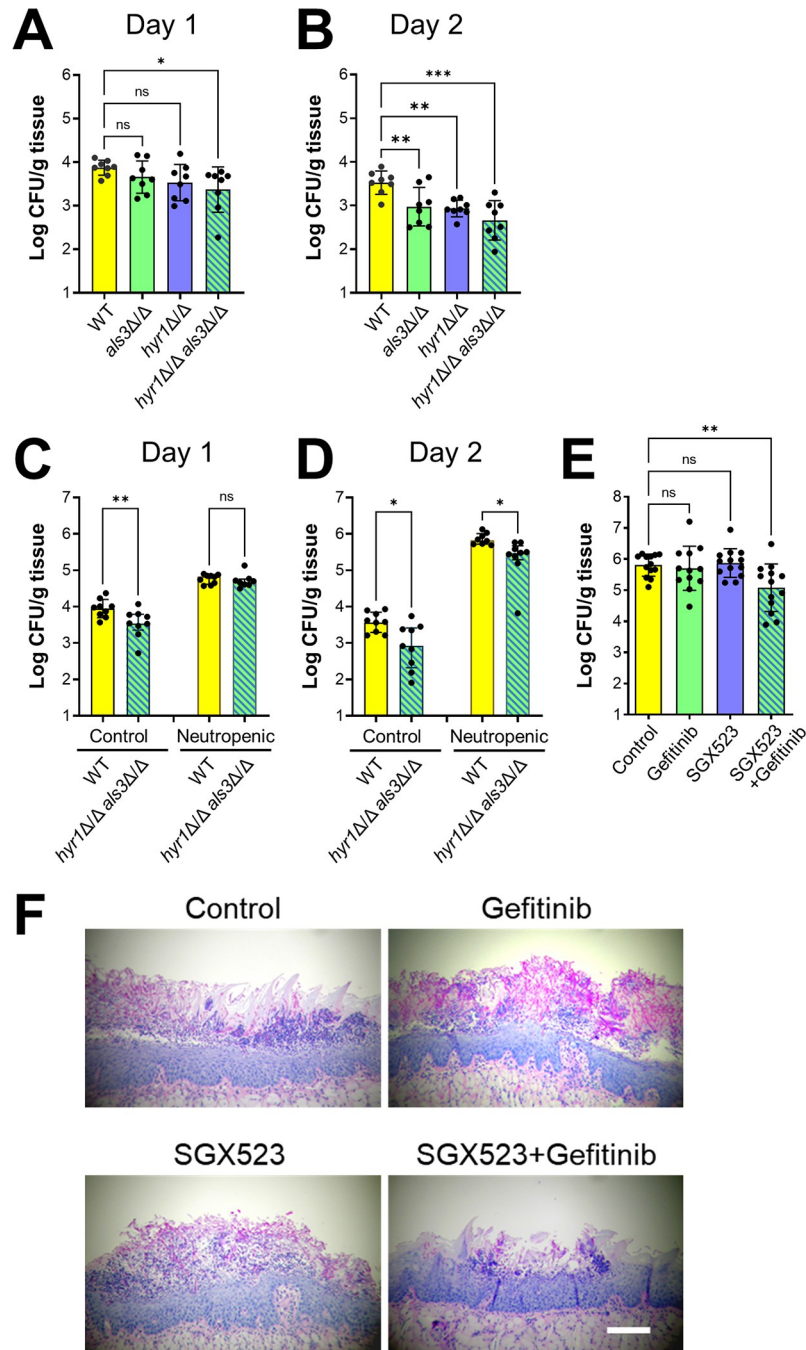 A
Day 1
Log CFU/g tissue
6
5
4
3
2
1
*
ns
ns
WT
als3Δ/Δ
hyr1Δ/Δ
hyr1Δ/Δ als3Δ/Δ
B
Day 2
Log CFU/g tissue
6
5
4
3
2
1
***
**
**
WT
als3Δ/Δ
hyr1Δ/Δ
hyr1Δ/Δ als3Δ/Δ
C
Day 1
Log CFU/g tissue
7
6
5
4
3
2
1
**
ns
Control
Neutropenic
WT
hyr1Δ/Δ als3Δ/Δ
WT
hyr1Δ/Δ als3Δ/Δ
D
Day 2
Log CFU/g tissue
7
6
5
4
3
2
1
*
*
Control
Neutropenic
WT
hyr1Δ/Δ als3Δ/Δ
WT
hyr1Δ/Δ als3Δ/Δ
E
Log CFU/g tissue
8
7
6
5
4
3
2
1
**
ns
ns
Control
Gefitinib
SGX523
SGX523
+Gefitinib
F
Control
Gefitinib
SGX523
SGX523+Gefitinib